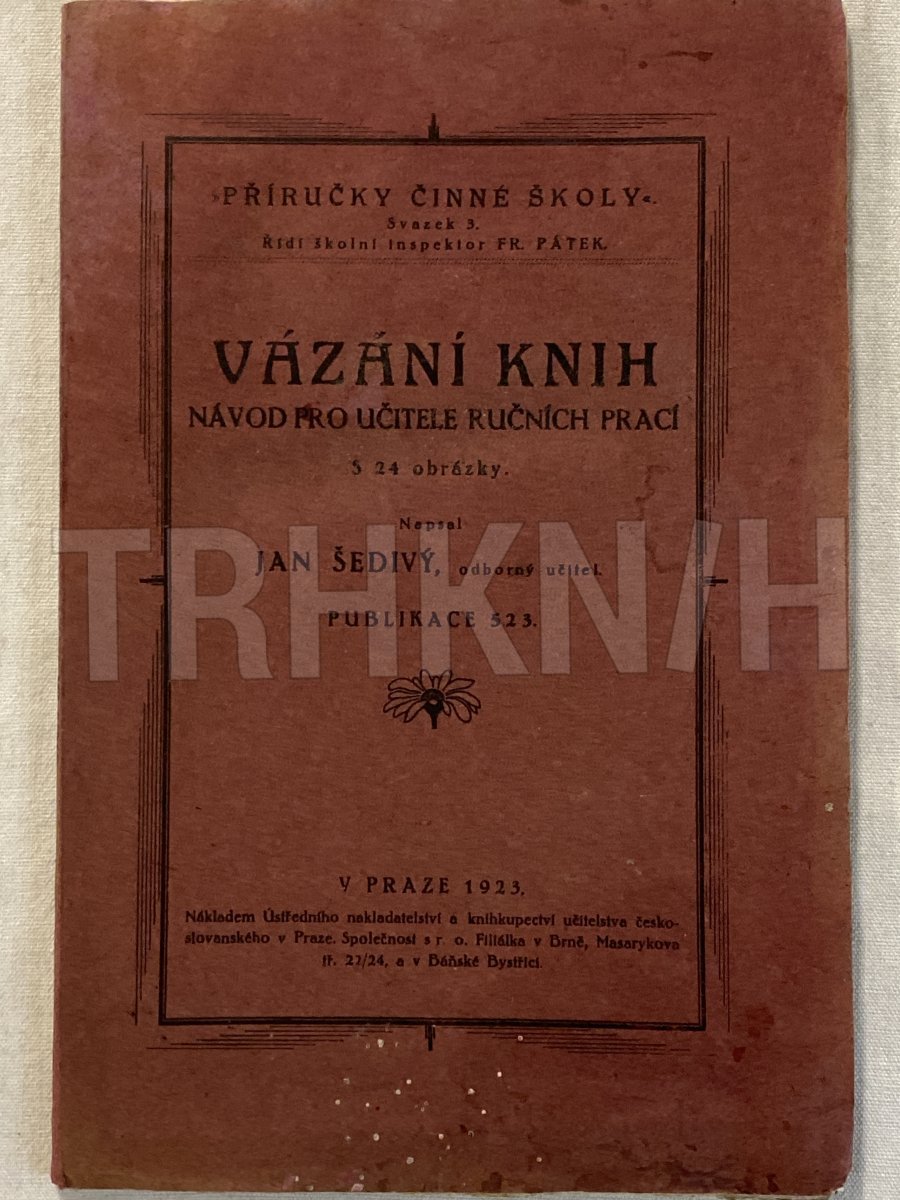 »PŘÍRUČKY ČINNÉ ŠKOLY«.
Svazek 3.
Řídí školní inspektor FR. PÁTEK.
VÁZÁNÍ KNIH
NÁVOD PRO UČITELE RUČNÍCH PRACÍ
S 24 obrázky.
Napsal
JAN ŠEDIVÝ, odborný učitel.
PUBLIKACE 523.
TRHKNIH
V PRAZE 1923.
Nákladem Ústředního nakladatelství a knihkupectví učitelstva česko-
slovanského v Praze. Společnost s r. o. Filiálka v Brně, Masarykova
tř. 22/24, a v Báňské Bystřici.